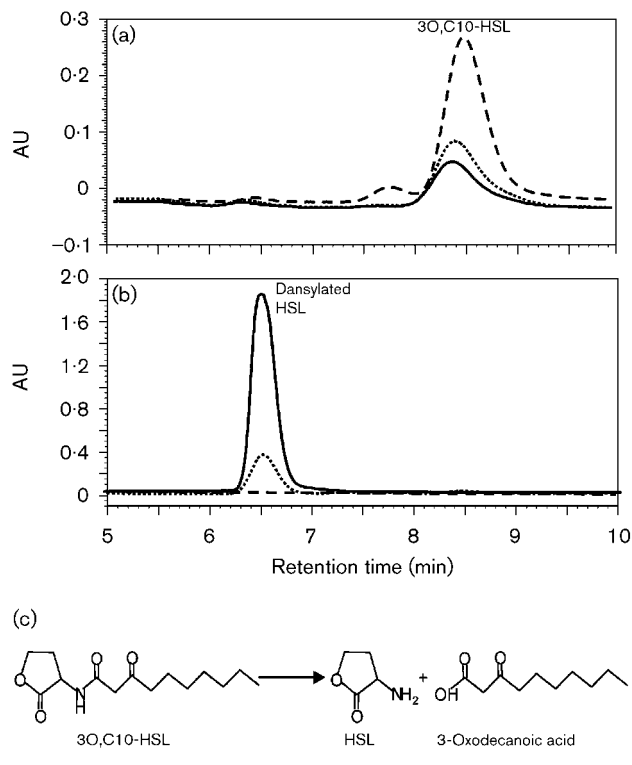 (a)
3O,C10-HSL
AU
0·3
0·2
0·1
0
−0·1
(b)
Dansylated
HSL
AU
2·0
1·6
1·2
0·8
0·4
0
5 6 7 8 9 10
Retention time (min)
(c)
O O O O N H
O O NH2
+
O O OH
3O,C10-HSL HSL 3-Oxodecanoic acid